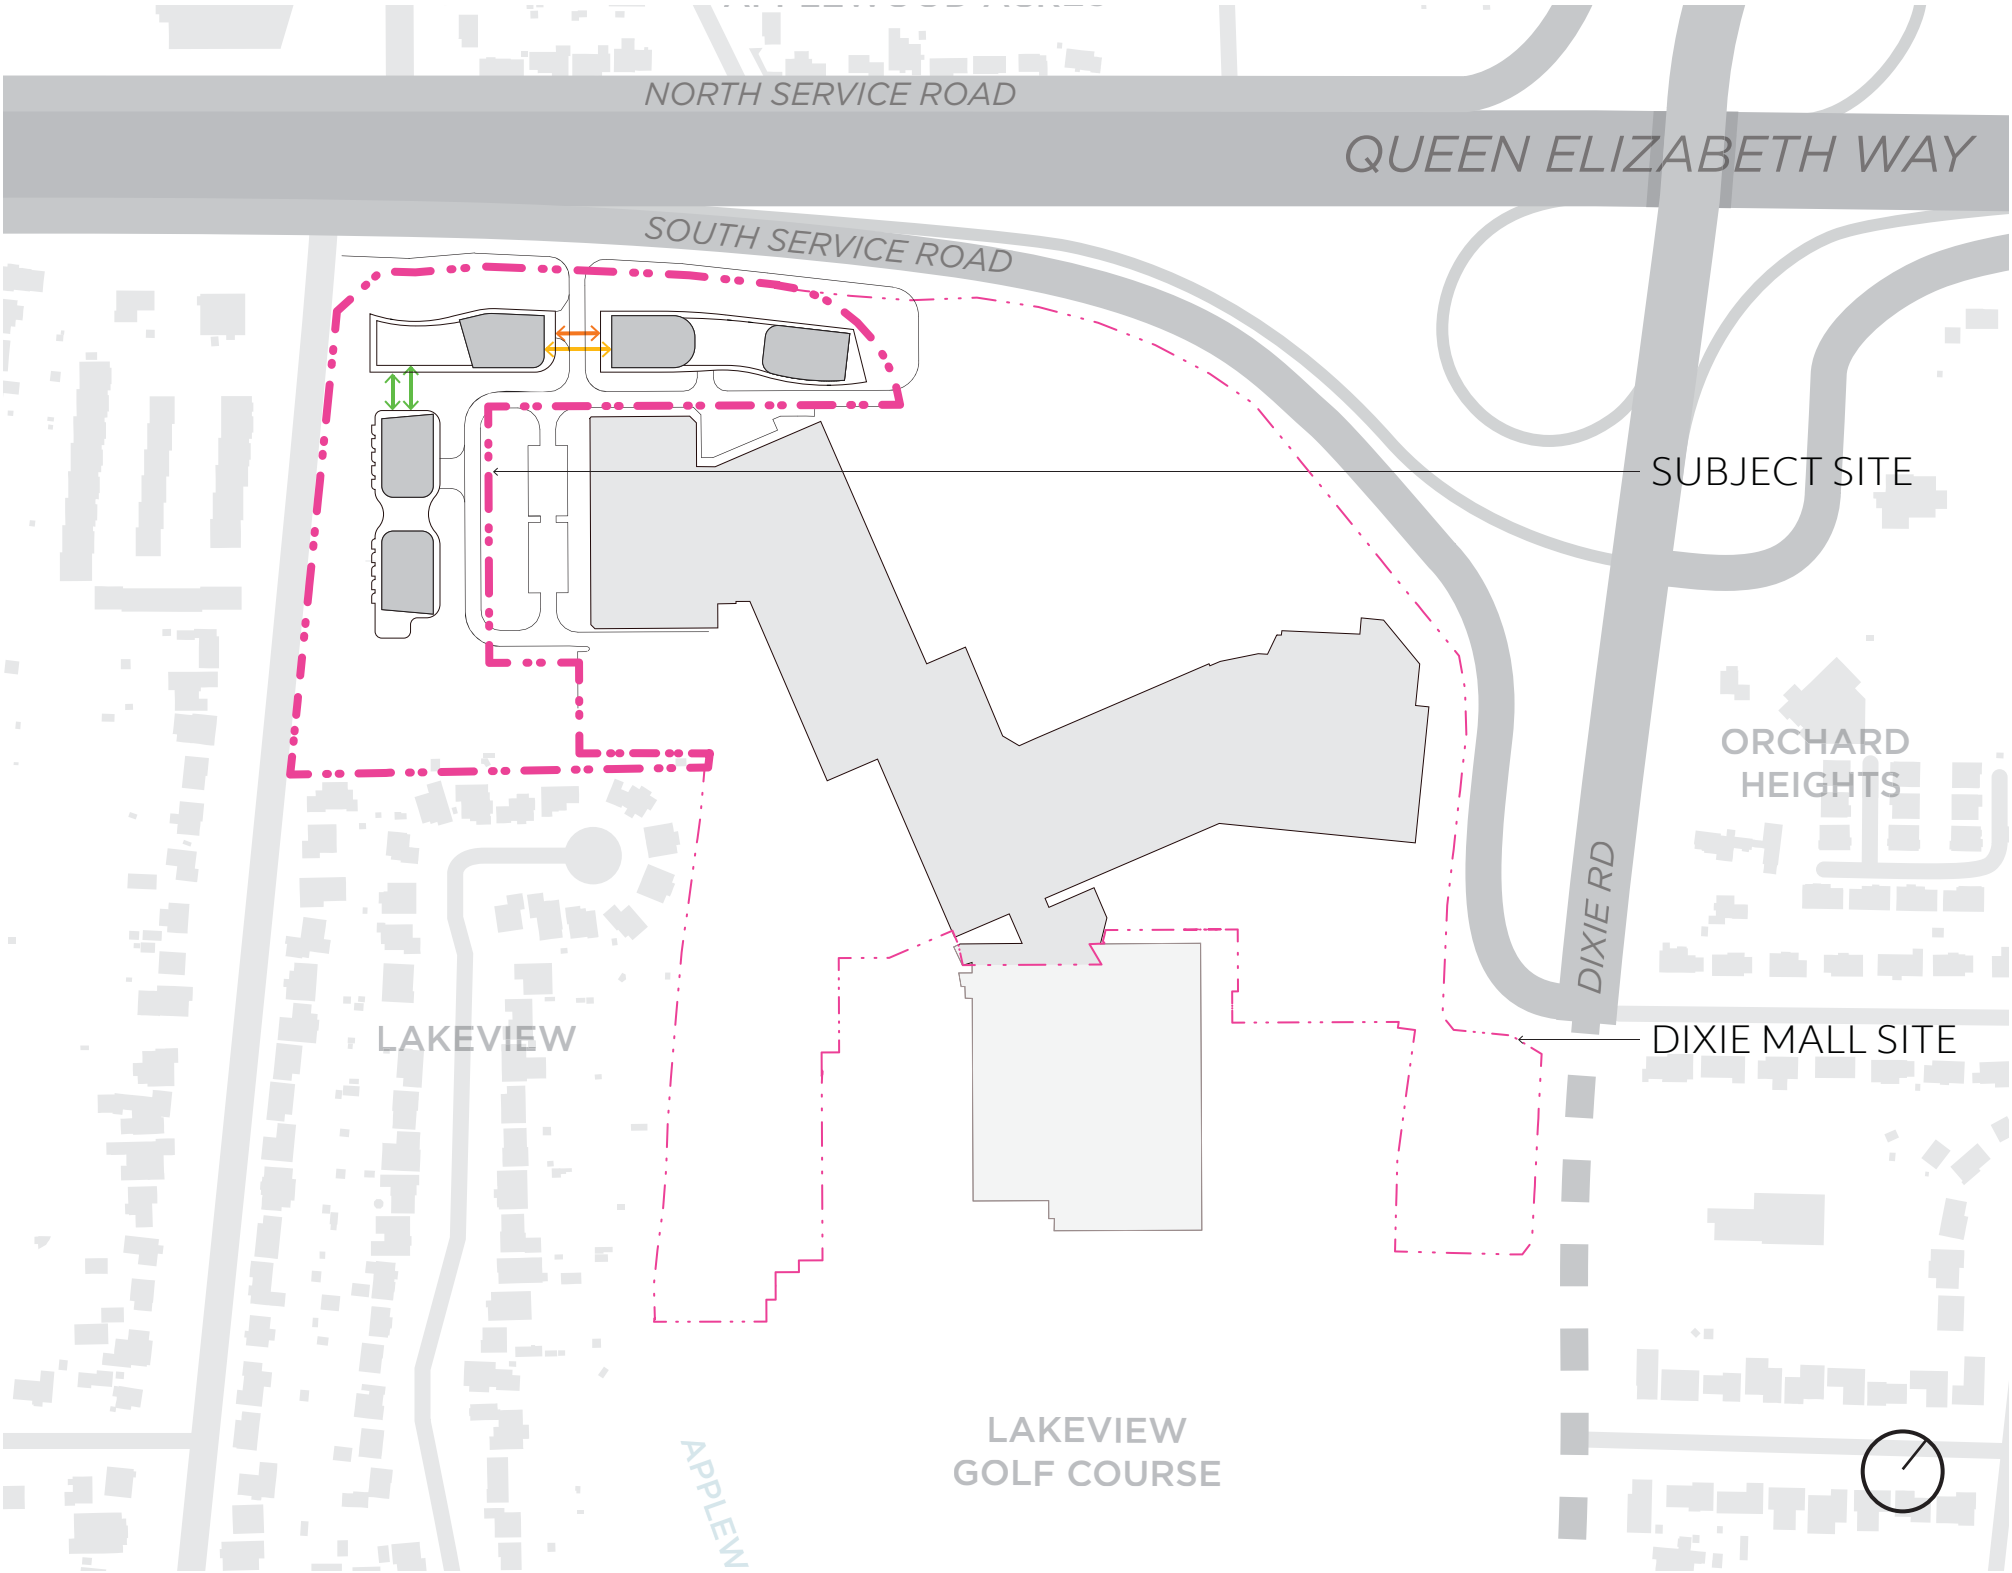 NORTH SERVICE ROAD
QUEEN ELIZABETH WAY
SOUTH SERVICE ROAD
SUBJECT SITE
ORCHARD
HEIGHTS
DIXIE RD
LAKEVIEW
DIXIE MALL SITE
LAKEVIEW
GOLF COURSE
APPLEW